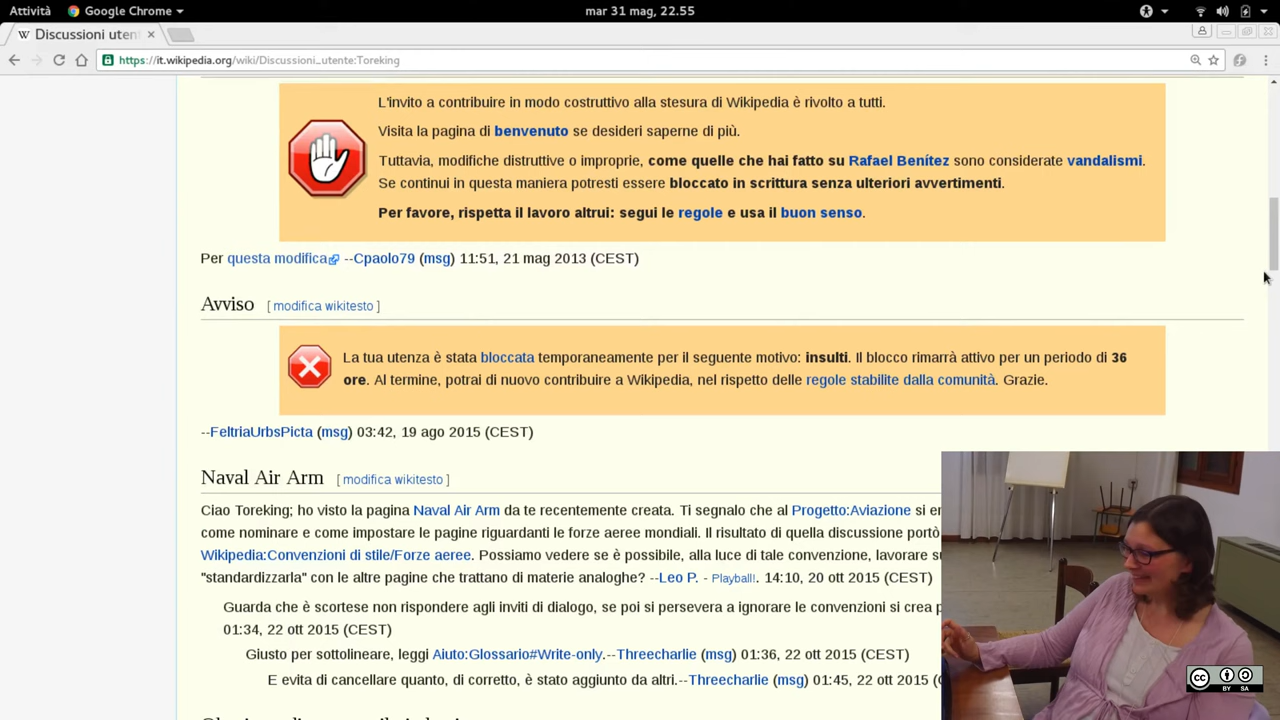 Attività Google Chrome mar 31 mag, 22.55
W Discussioni uten ×
https://it.wikipedia.org/wiki/Discussioni_utente:Toreking
L'invito a contribuire in modo costruttivo alla stesura di Wikipedia è rivolto a tutti.
Visita la pagina di benvenuto se desideri saperne di più.
Tuttavia, modifiche distruttive o improprie, come quelle che hai fatto su Rafael Benítez sono considerate vandalismi.
Se continui in questa maniera potresti essere bloccato in scrittura senza ulteriori avvertimenti.
Per favore, rispetta il lavoro altrui: segui le regole e usa il buon senso.
Per questa modifica --Cpaolo79 (msg) 11:51, 21 mag 2013 (CEST)
Avviso [ modifica wikitesto ]
La tua utenza è stata bloccata temporaneamente per il seguente motivo: insulti. Il blocco rimarrà attivo per un periodo di 36
ore. Al termine, potrai di nuovo contribuire a Wikipedia, nel rispetto delle regole stabilite dalla comunità. Grazie.
--FeltriaUrbsPicta (msg) 03:42, 19 ago 2015 (CEST)
Naval Air Arm [ modifica wikitesto ]
Ciao Toreking; ho visto la pagina Naval Air Arm da te recentemente creata. Ti segnalo che al Progetto:Aviazione si
come nominare e come impostare le pagine riguardanti le forze aeree mondiali. Il risultato di quella discussione portò
Wikipedia:Convenzioni di stile/Forze aeree. Possiamo vedere se è possibile, alla luce di tale convenzione, lavorare
"standardizzarla" con le altre pagine che trattano di materie analoghe? --Leo P. - Playball!. 14:10, 20 ott 2015 (CEST)
Guarda che è scortese non rispondere agli inviti di dialogo, se poi si persevera a ignorare le convenzioni si crea
01:34, 22 ott 2015 (CEST)
Giusto per sottolineare, leggi Aiuto:Glossario#Write-only.--Threecharlie (msg) 01:36, 22 ott 2015 (CEST)
E evita di cancellare quanto, di corretto, è stato aggiunto da altri.--Threecharlie (msg) 01:45, 22 ott 2015
cc BY SA